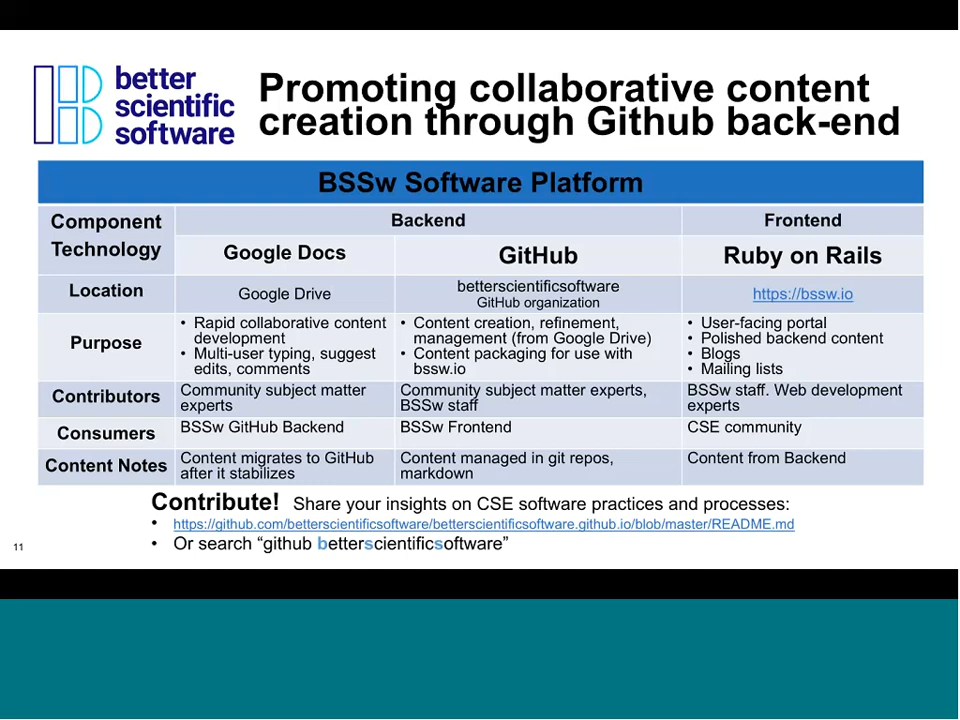 better
scientific
software
Promoting collaborative content
creation through Github back-end
BSSw Software Platform
Component
Technology
Backend
Frontend
Google Docs
GitHub
Ruby on Rails
Location
Google Drive
betterscientificsoftware
GitHub organization
https://bssw.io
Purpose
• Rapid collaborative content
development
• Multi-user typing, suggest
edits, comments
• Content creation, refinement,
management (from Google Drive)
• Content packaging for use with
bssw.io
• User-facing portal
• Polished backend content
• Blogs
• Mailing lists
Contributors
Community subject matter
experts
Community subject matter experts,
BSSw staff
BSSw staff. Web development
experts
Consumers
BSSw GitHub Backend
BSSw Frontend
CSE community
Content Notes
Content migrates to GitHub
after it stabilizes
Content managed in git repos,
markdown
Content from Backend
Contribute! Share your insights on CSE software practices and processes:
• https://github.com/betterscientificsoftware/betterscientificsoftware.github.io/blob/master/README.md
• Or search “github betterscientificsoftware”
11